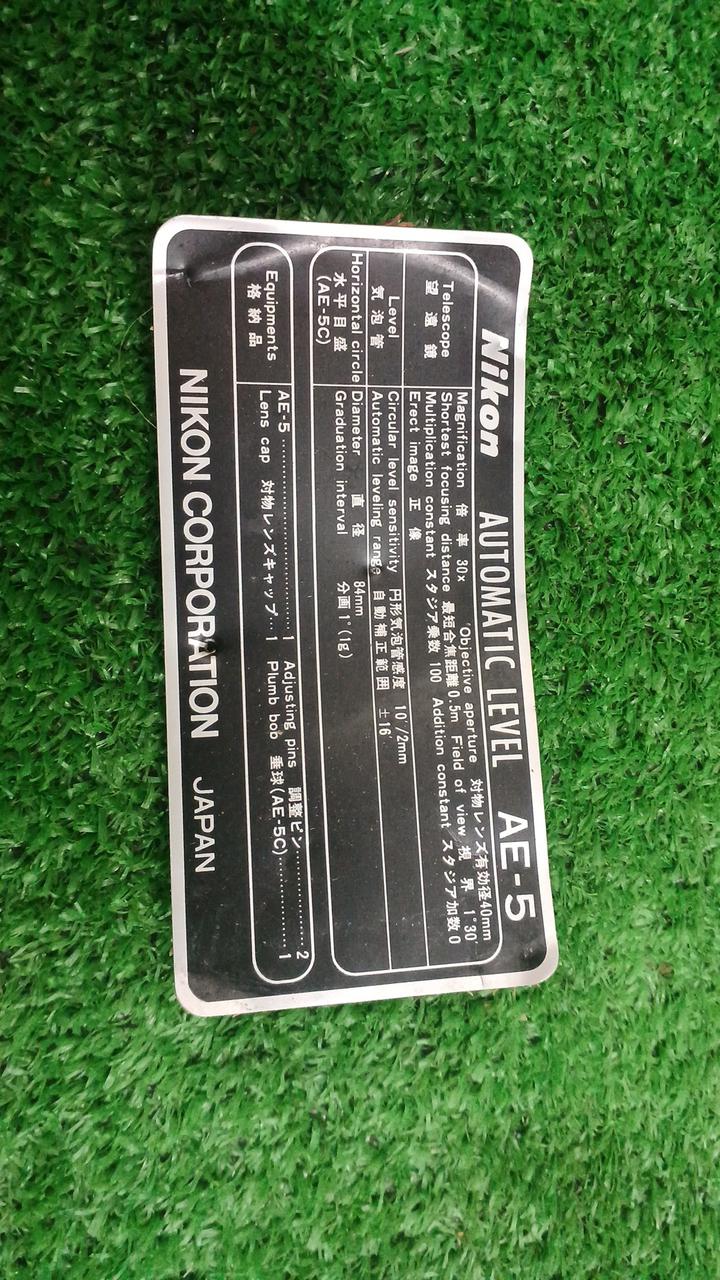 Nikon AUTOMATIC LEVEL AE-5
Telescope
望遠鏡
Magnification 倍率 30x Objective aperture 対物レンズ有効径40mm
Shortest focusing distance 最短合焦距離 0.5m Field of view 視界 1°30′
Multiplication constant スタジア乗数 100 Addition constant スタジア加数 0
Erect image 正像
Level
気泡管
Circular level sensitivity 円形気泡管感度 10′/2mm
Automatic leveling range 自動補正範囲 ±16′
Horizontal circle
水平目盛
(AE-5C)
Diameter 直径 84mm
Graduation interval 分画 1°(1g)
Equipments
格納品
AE-5 .......................... 1 Adjusting pins 調整ピン .............. 2
Lens cap 対物レンズキャップ … 1 Plumb bob 垂球(AE-5C) ............ 1
NIKON CORPORATION JAPAN